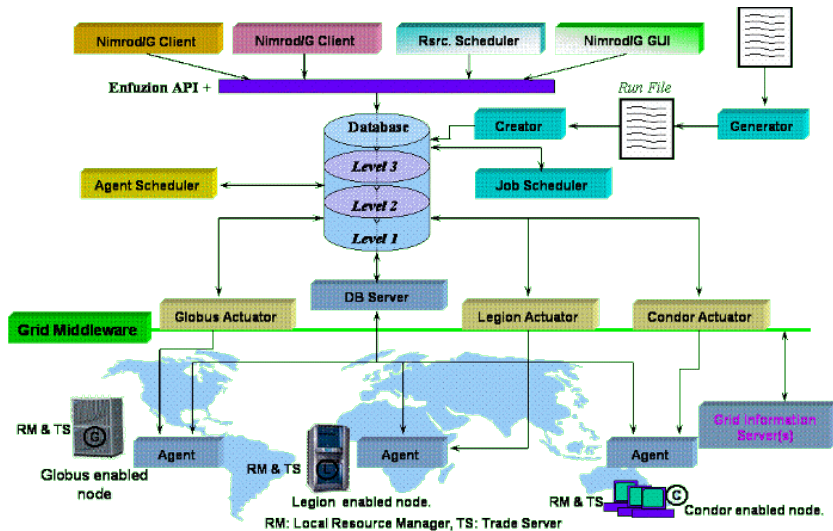 Nimrod/G Client
Nimrod/G Client
Rsrc. Scheduler
Nimrod/G GUI
Enfuzion API +
Run File
Database
Creator
Generator
Level 3
Agent Scheduler
Job Scheduler
Level 2
Level 1
DB Server
Globus Actuator
Legion Actuator
Condor Actuator
Grid Middleware
RM & TS
G
Grid Information
Server(s)
Agent
Agent
Agent
Globus enabled
node
RM & TS
L
RM & TS
C
Legion enabled node.
Condor enabled node.
RM: Local Resource Manager, TS: Trade Server